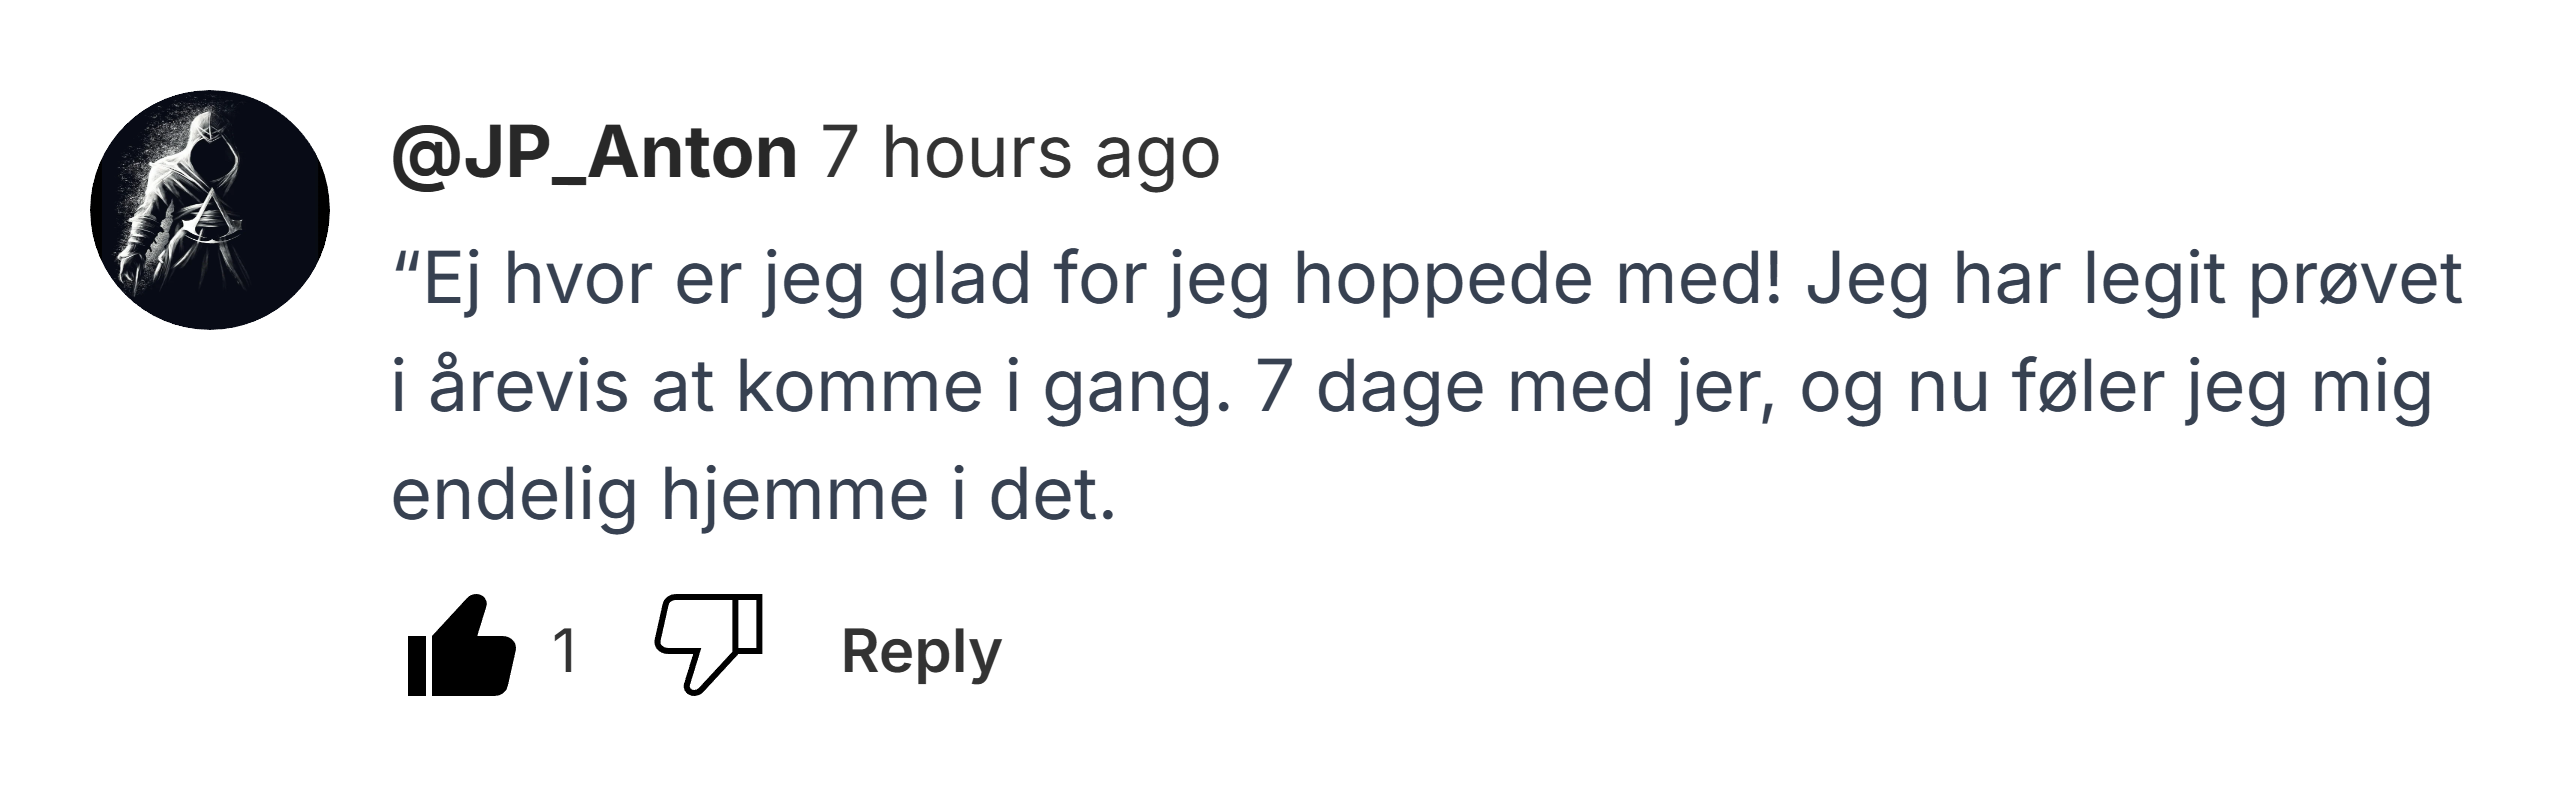 @JP_Anton 7 hours ago
“Ej hvor er jeg glad for jeg hoppede med! Jeg har legit prøvet
i årevis at komme i gang. 7 dage med jer, og nu føler jeg mig
endelig hjemme i det.
1 Reply